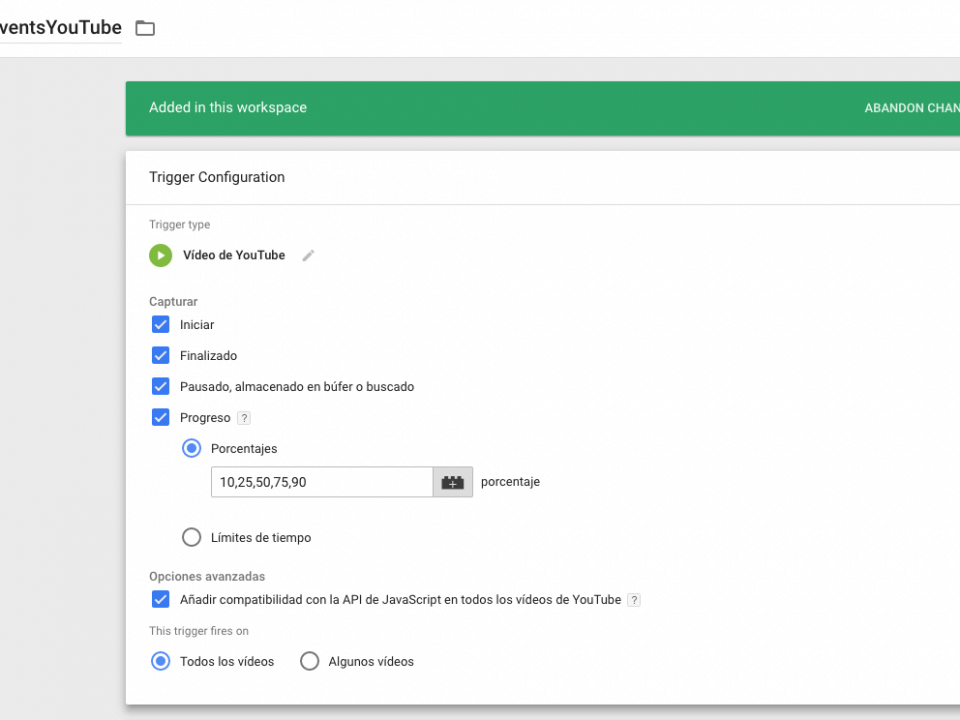 ventsYouTube
Added in this workspace
ABANDON CHAN
Trigger Configuration
Trigger type
Vídeo de YouTube
Capturar
Iniciar
Finalizado
Pausado, almacenado en búfer o buscado
Progreso ?
Porcentajes
10,25,50,75,90 porcentaje
Límites de tiempo
Opciones avanzadas
Añadir compatibilidad con la API de JavaScript en todos los vídeos de YouTube ?
This trigger fires on
Todos los vídeos Algunos vídeos